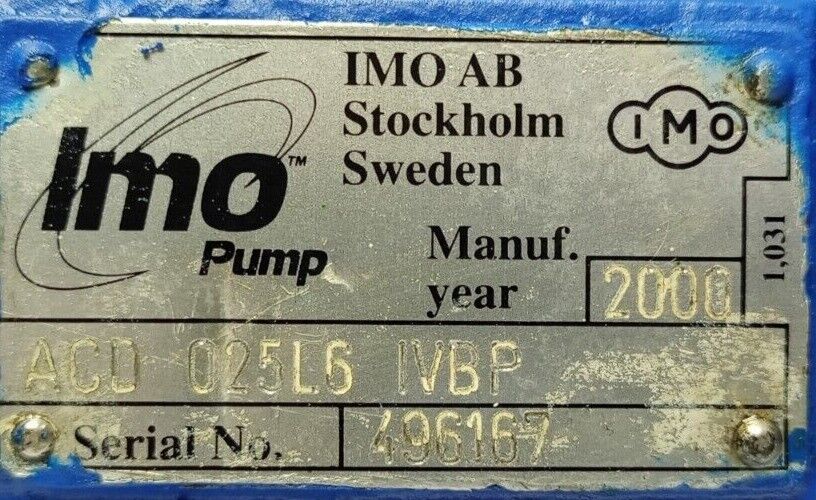 Imo™
Pump
IMO AB
Stockholm
Sweden
IMO
Manuf.
year
2000
1,031
ACD 025L6 IVBP
Serial No.
496167